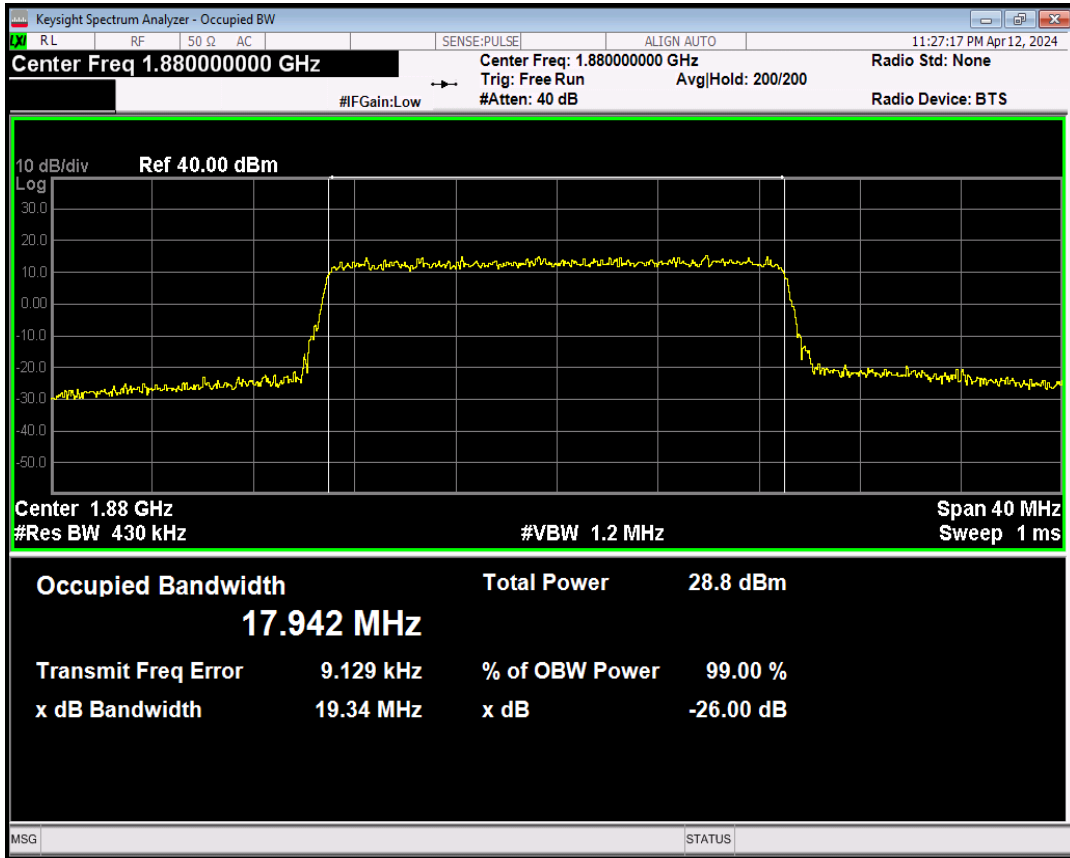 Keysight Spectrum Analyzer - Occupied BW
LXI RL RF 50 Ω AC SENSE:PULSE ALIGN AUTO 11:27:17 PM Apr 12, 2024
Center Freq 1.880000000 GHz Center Freq: 1.880000000 GHz Radio Std: None
Trig: Free Run Avg|Hold: 200/200
#IFGain:Low #Atten: 40 dB Radio Device: BTS
10 dB/div Ref 40.00 dBm
Log
30.0
20.0
10.0
0.00
-10.0
-20.0
-30.0
-40.0
-50.0
Center 1.88 GHz Span 40 MHz
#Res BW 430 kHz #VBW 1.2 MHz Sweep 1 ms
Occupied Bandwidth Total Power 28.8 dBm
17.942 MHz
Transmit Freq Error 9.129 kHz % of OBW Power 99.00 %
x dB Bandwidth 19.34 MHz x dB -26.00 dB
MSG STATUS